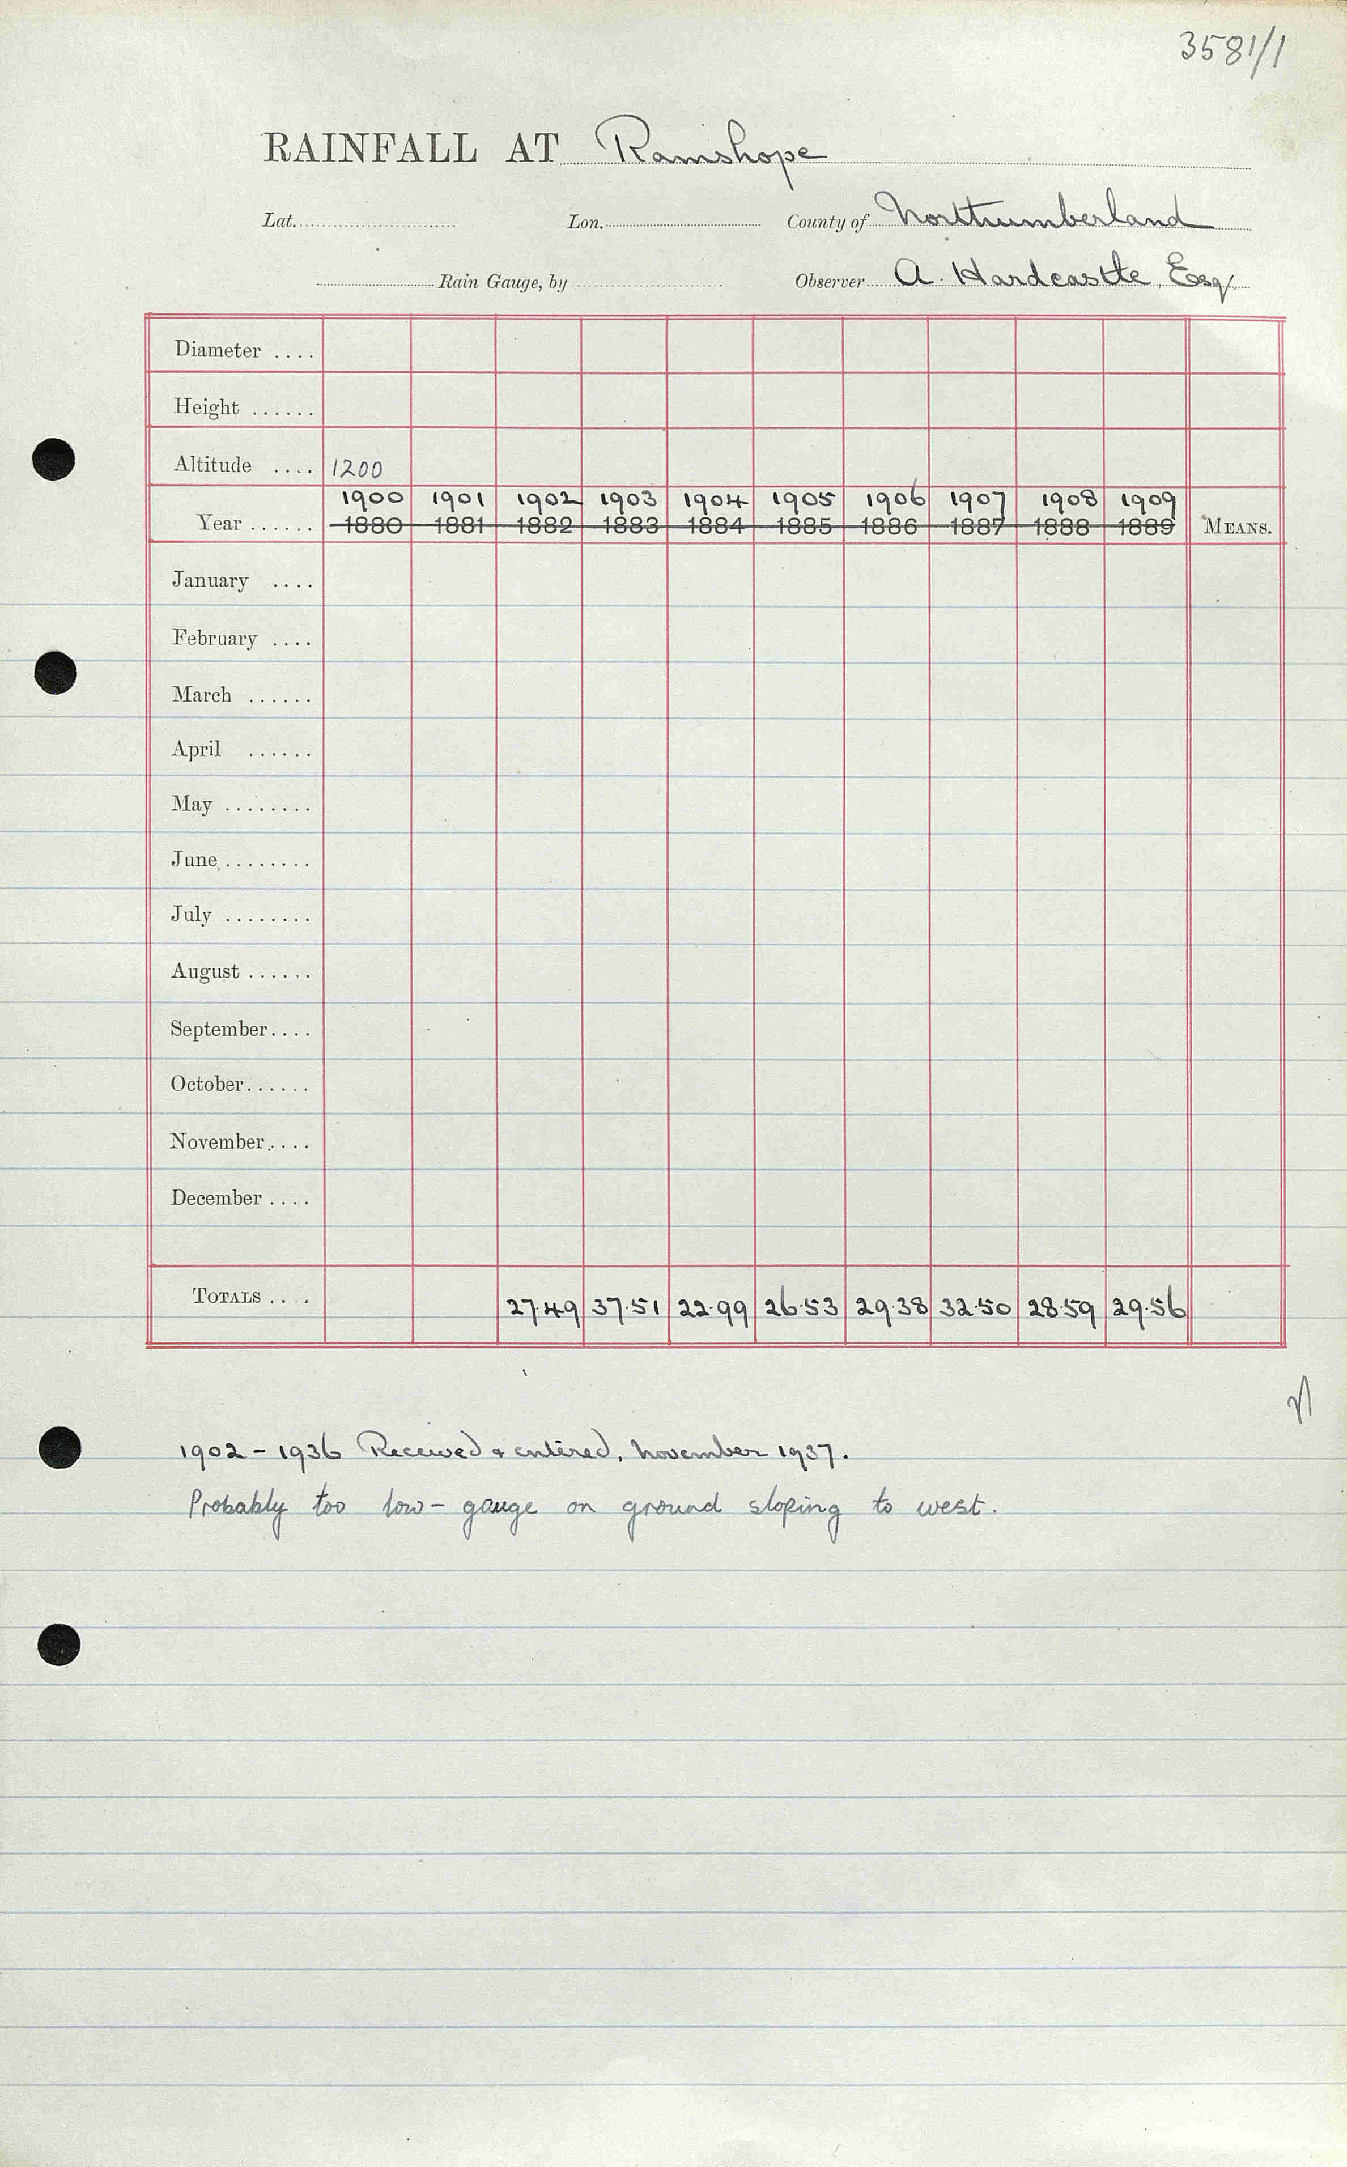 3581/1
RAINFALL AT Ramshope
Lat. Lon. County of Northumberland
Rain Gauge, by Observer A. Hardcastle, Esq.
Diameter ....
Height ......
Altitude .... 1200
1900 1901 1902 1903 1904 1905 1906 1907 1908 1909
Year ...... 1880 1881 1882 1883 1884 1885 1886 1887 1888 1889 MEANS.
January ....
February ....
March ......
April ......
May ........
June ........
July ........
August ......
September....
October......
November....
December ....
TOTALS .... 27.49 37.51 22.99 26.53 29.38 32.50 28.59 29.56
1902 - 1936 Received & entered, November 1937.
Probably too low - gauge on ground sloping to west.